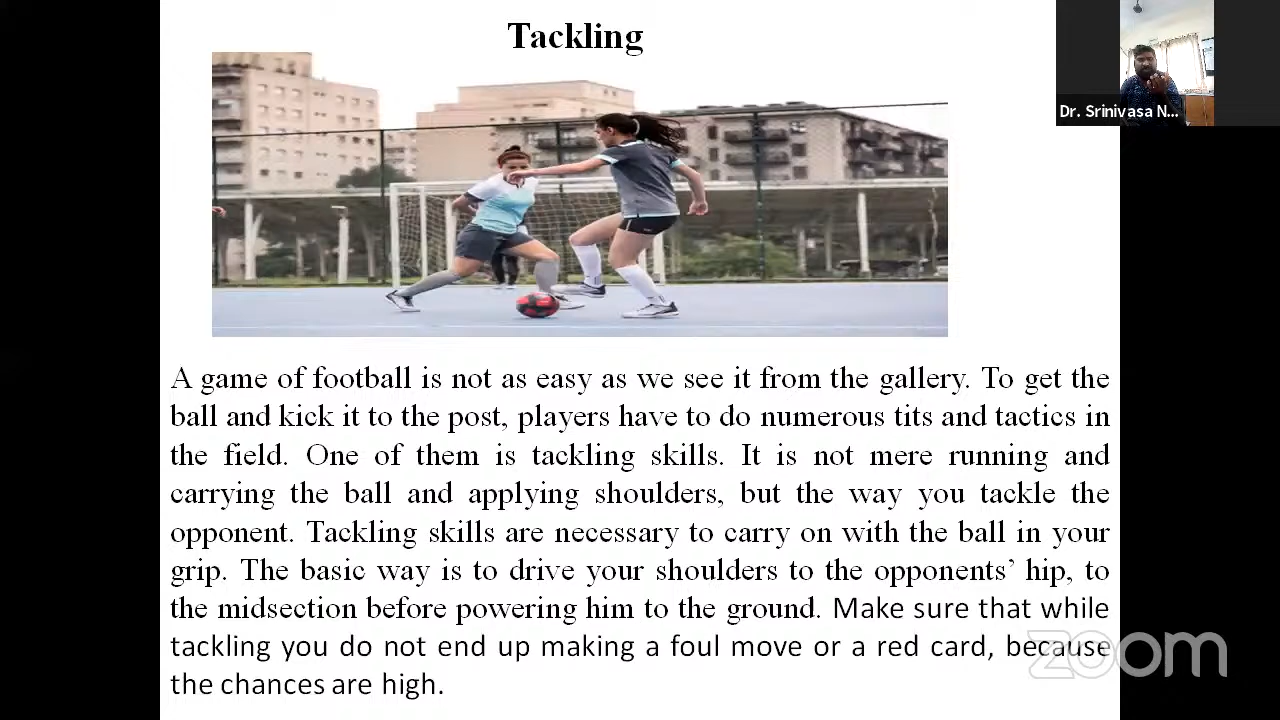 Tackling
Dr. Srinivasa N...
A game of football is not as easy as we see it from the gallery. To get the
ball and kick it to the post, players have to do numerous tits and tactics in
the field. One of them is tackling skills. It is not mere running and
carrying the ball and applying shoulders, but the way you tackle the
opponent. Tackling skills are necessary to carry on with the ball in your
grip. The basic way is to drive your shoulders to the opponents’ hip, to
the midsection before powering him to the ground. Make sure that while
tackling you do not end up making a foul move or a red card, because
the chances are high.
zoom